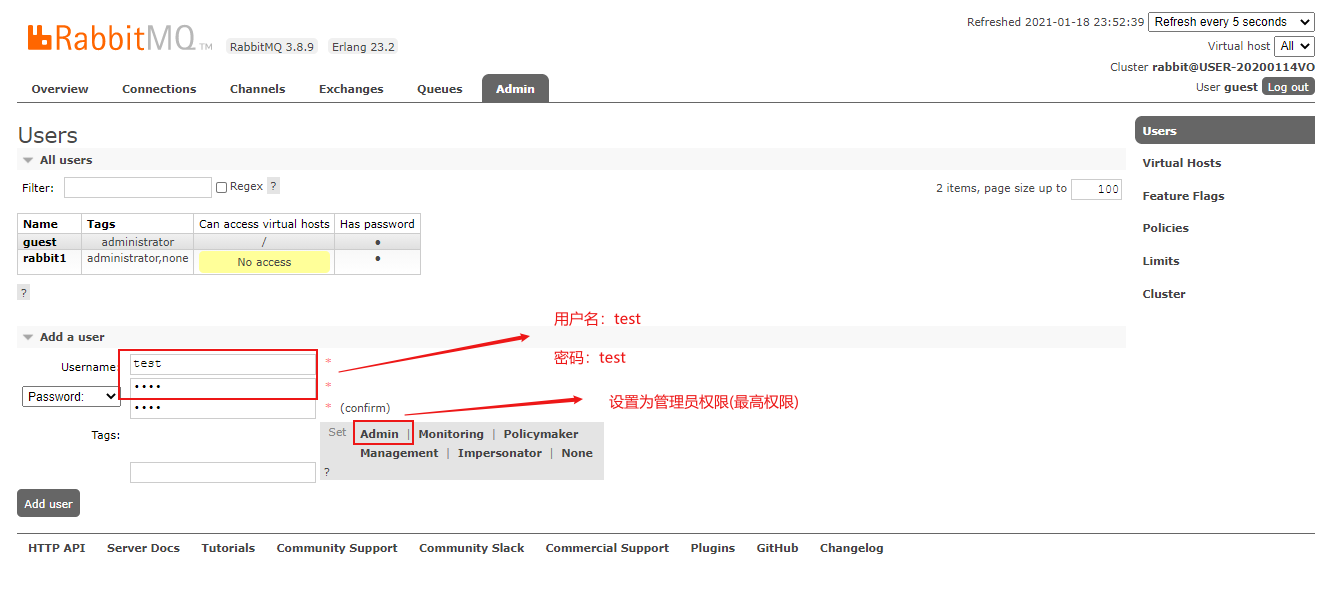 Refreshed 2021-01-18 23:52:39 Refresh every 5 seconds
RabbitMQ TM RabbitMQ 3.8.9 Erlang 23.2
Virtual host All
Cluster rabbit@USER-20200114VO
User guest Log out
Overview Connections Channels Exchanges Queues Admin
Users
All users
Filter: Regex ? 2 items, page size up to 100
Name Tags Can access virtual hosts Has password
guest administrator / •
rabbit1 administrator,none No access •
?
Add a user
Username test *
Password: •••• *
•••• * (confirm)
Tags: Set Admin | Monitoring | Policymaker
Management | Impersonator | None
?
Add user
用户名：test
密码：test
设置为管理员权限(最高权限)
Users
Virtual Hosts
Feature Flags
Policies
Limits
Cluster
HTTP API Server Docs Tutorials Community Support Community Slack Commercial Support Plugins GitHub Changelog